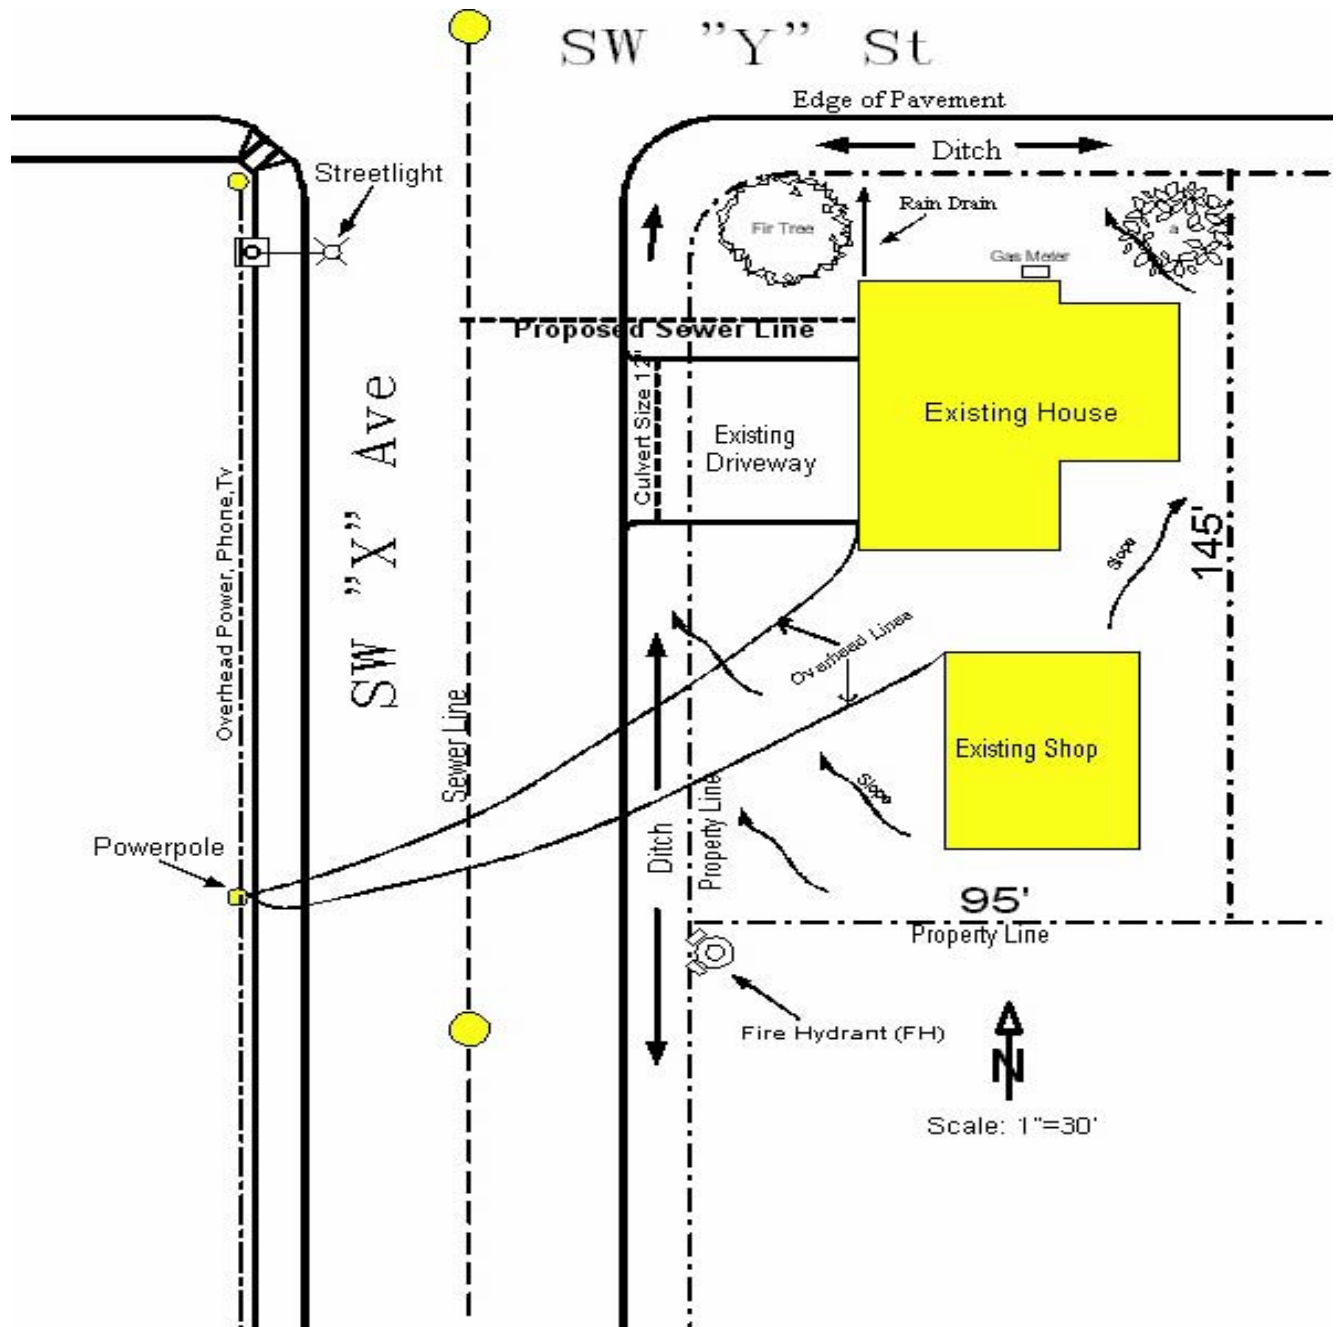 SW "Y" St
Edge of Pavement
Ditch
Streetlight
Rain Drain
Fir Tree
a
Gas Meter
Proposed Sewer Line
Culvert Size 12"
SW "X" Ave
Existing House
Existing
Driveway
Overhead Power, Phone,Tv
145'
Slope
Overhead Lines
Sewer Line
Existing Shop
Slope
Property Line
Ditch
Powerpole
95'
Property Line
Fire Hydrant (FH)
N
Scale: 1"=30'